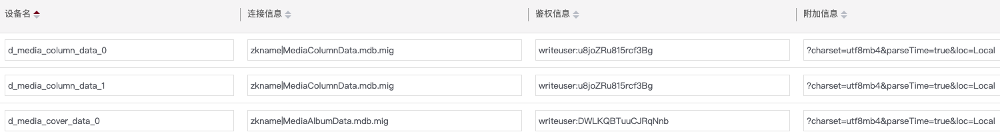 设备名 连接信息 鉴权信息 附加信息
d_media_column_data_0 zkname|MediaColumnData.mdb.mig writeuser:u8joZRu815rcf3Bg ?charset=utf8mb4&parseTime=true&loc=Local
d_media_column_data_1 zkname|MediaColumnData.mdb.mig writeuser:u8joZRu815rcf3Bg ?charset=utf8mb4&parseTime=true&loc=Local
d_media_cover_data_0 zkname|MediaAlbumData.mdb.mig writeuser:DWLKQBTuuCJRqNnb ?charset=utf8mb4&parseTime=true&loc=Local